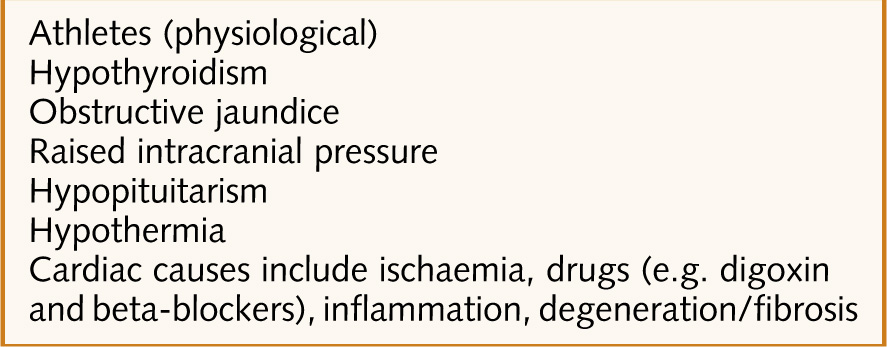 Athletes (physiological)
Hypothyroidism
Obstructive jaundice
Raised intracranial pressure
Hypopituitarism
Hypothermia
Cardiac causes include ischaemia, drugs (e.g. digoxin
and beta-blockers), inflammation, degeneration/fibrosis